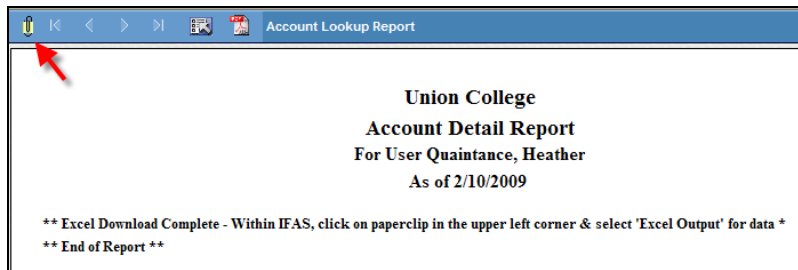 Account Lookup Report
Union College
Account Detail Report
For User Quaintance, Heather
As of 2/10/2009
** Excel Download Complete - Within IFAS, click on paperclip in the upper left corner & select 'Excel Output' for data *
** End of Report **